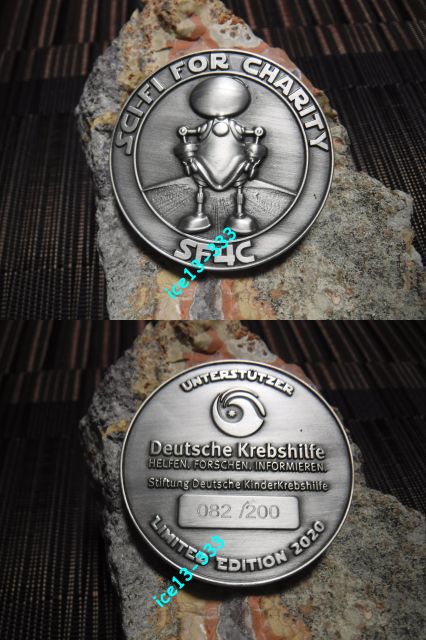 SCI-FI FOR CHARITY
SF4C
ice13-333
UNTERSTÜTZER
Deutsche Krebshilfe
HELFEN. FORSCHEN. INFORMIEREN.
Stiftung Deutsche KinderKrebshilfe
082 /200
LIMITED EDITION 2020
ice13-333